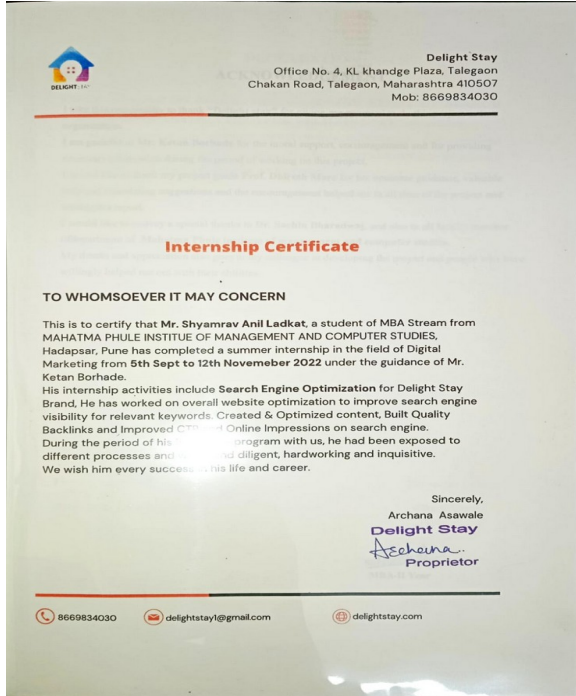 DELIGHT STAY
Delight Stay
Office No. 4, KL khandge Plaza, Talegaon
Chakan Road, Talegaon, Maharashtra 410507
Mob: 8669834030
Internship Certificate
TO WHOMSOEVER IT MAY CONCERN
This is to certify that Mr. Shyamrav Anil Ladkat, a student of MBA Stream from
MAHATMA PHULE INSTITUE OF MANAGEMENT AND COMPUTER STUDIES,
Hadapsar, Pune has completed a summer internship in the field of Digital
Marketing from 5th Sept to 12th Novemeber 2022 under the guidance of Mr.
Ketan Borhade.
His internship activities include Search Engine Optimization for Delight Stay
Brand, He has worked on overall website optimization to improve search engine
visibility for relevant keywords. Created & Optimized content, Built Quality
Backlinks and Improved CTR Online Impressions on search engine.
During the period of his program with us, he had been exposed to
different processes and diligent, hardworking and inquisitive.
We wish him every success in his life and career.
Sincerely,
Archana Asawale
Delight Stay
Archana
Proprietor
8669834030
delightstay1@gmail.com
delightstay.com